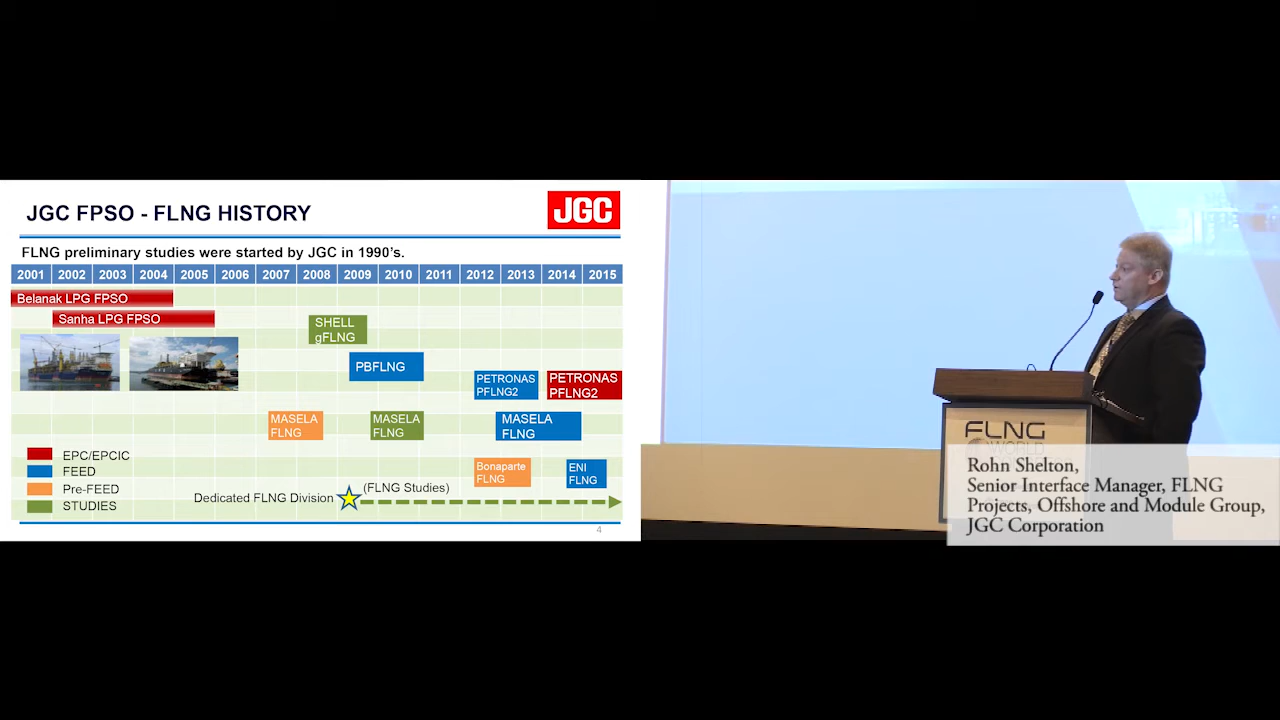 JGC FPSO - FLNG HISTORY
JGC
FLNG preliminary studies were started by JGC in 1990's.
2001 2002 2003 2004 2005 2006 2007 2008 2009 2010 2011 2012 2013 2014 2015
Belanak LPG FPSO
Sanha LPG FPSO
SHELL
gFLNG
PBFLNG
PETRONAS
PFLNG2
PETRONAS
PFLNG2
MASELA
FLNG
MASELA
FLNG
MASELA
FLNG
EPC/EPCIC
FEED
Pre-FEED
STUDIES
Bonaparte
FLNG
ENI
FLNG
(FLNG Studies)
Dedicated FLNG Division
4
FLNG
WORLD
Rohn Shelton,
Senior Interface Manager, FLNG
Projects, Offshore and Module Group,
JGC Corporation